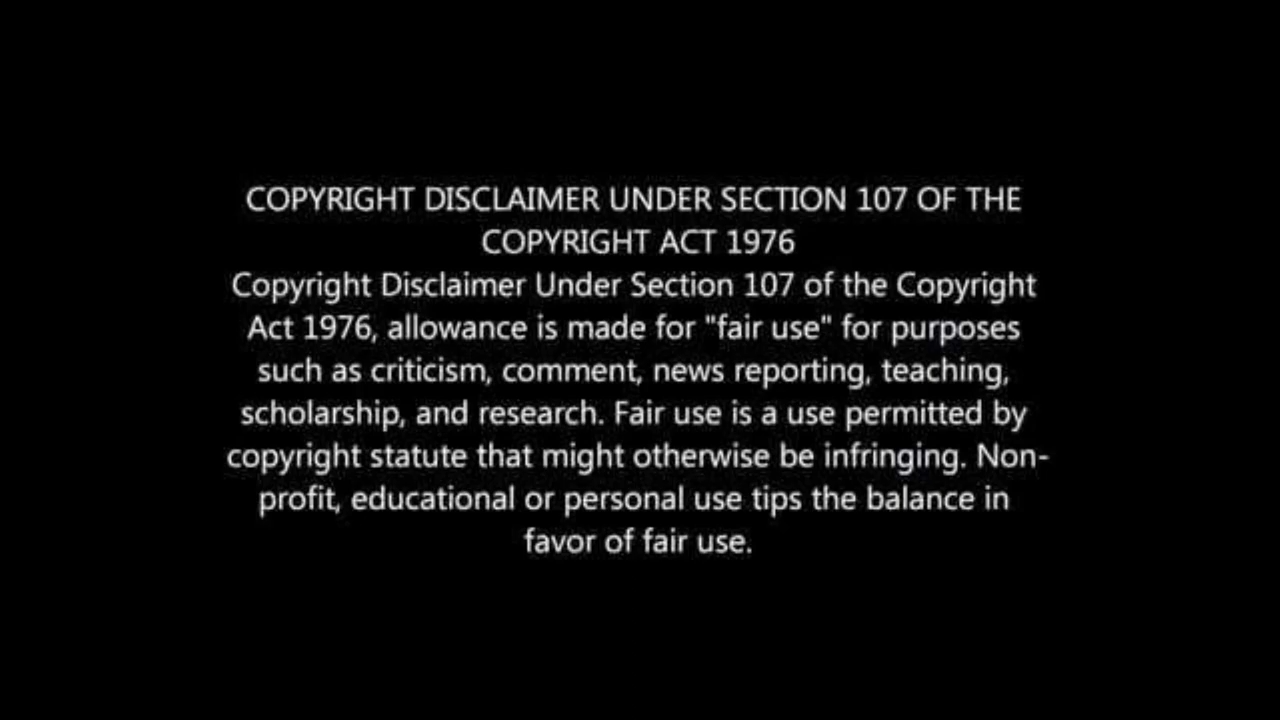 COPYRIGHT DISCLAIMER UNDER SECTION 107 OF THE
COPYRIGHT ACT 1976
Copyright Disclaimer Under Section 107 of the Copyright
Act 1976, allowance is made for "fair use" for purposes
such as criticism, comment, news reporting, teaching,
scholarship, and research. Fair use is a use permitted by
copyright statute that might otherwise be infringing. Non-
profit, educational or personal use tips the balance in
favor of fair use.